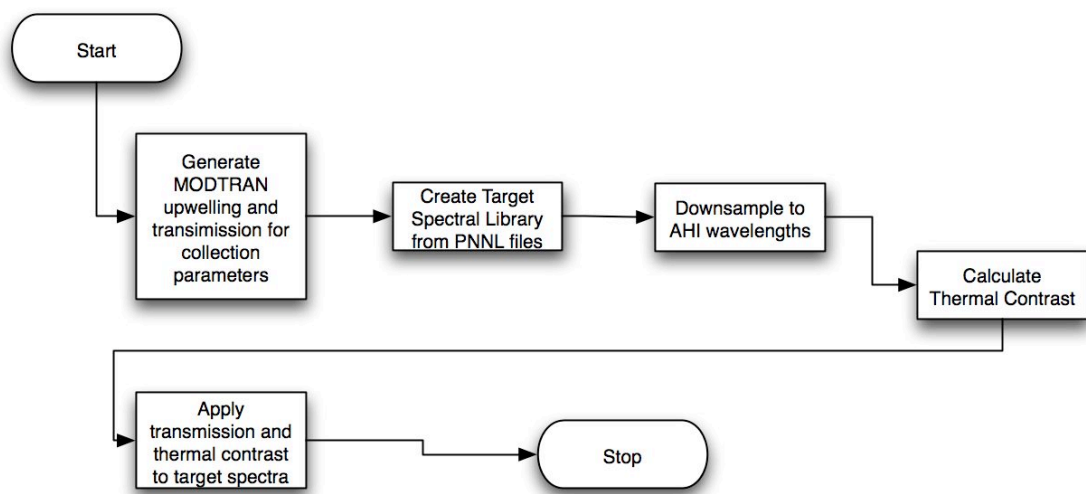 Start
Generate
MODTRAN
upwelling and
transimission for
collection
parameters
Create Target
Spectral Library
from PNNL files
Downsample to
AHI wavelengths
Calculate
Thermal Contrast
Apply
transmission and
thermal contrast
to target spectra
Stop